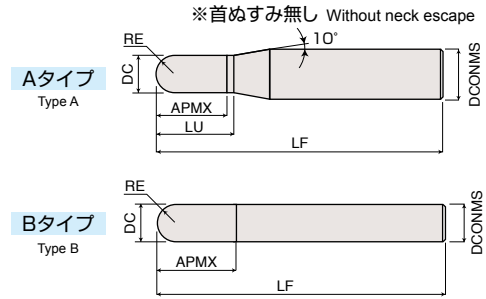 ※首ぬすみ無し Without neck escape
RE
10°
DC
Aタイプ
Type A
APMX
LU
LF
DCONMS
RE
DC
Bタイプ
Type B
APMX
LF
DCONMS